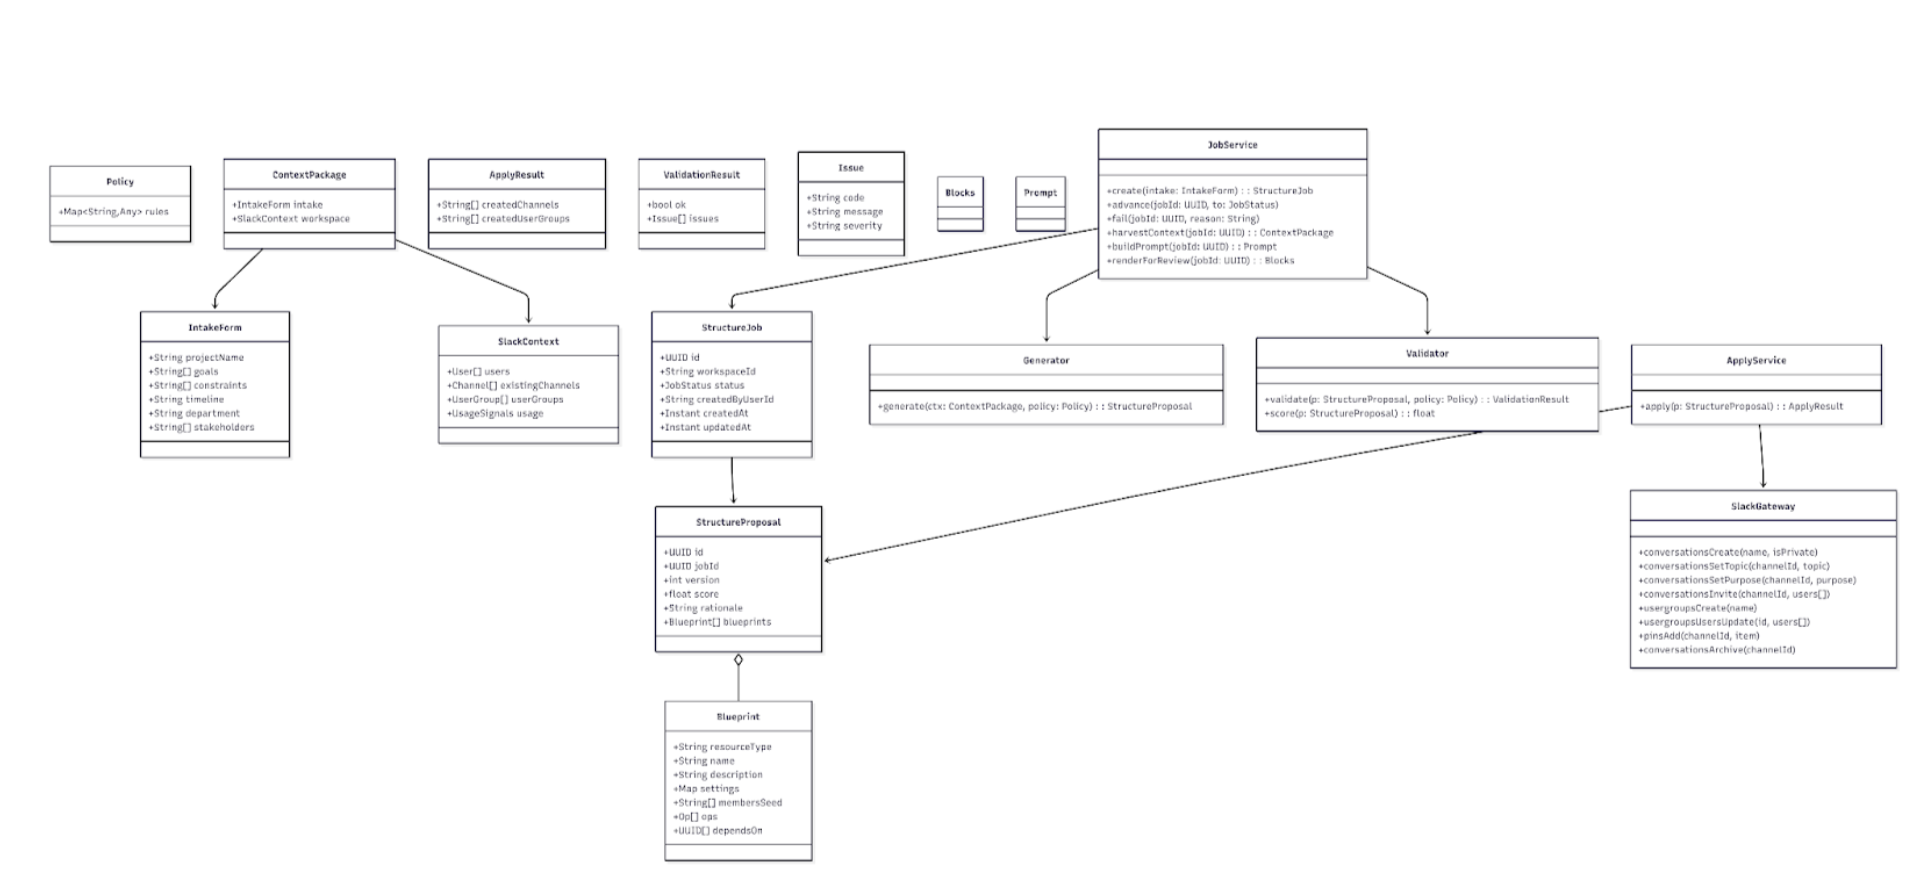 Policy
+Map<String,Any> rules
ContextPackage
+IntakeForm intake
+SlackContext workspace
ApplyResult
+String[] createdChannels
+String[] createdUserGroups
ValidationResult
+bool ok
+Issue[] issues
Issue
+String code
+String message
+String severity
Blocks
Prompt
JobService
+create(intake: IntakeForm) : : StructureJob
+advance(jobId: UUID, to: JobStatus)
+fail(jobId: UUID, reason: String)
+harvestContext(jobId: UUID) : : ContextPackage
+buildPrompt(jobId: UUID) : : Prompt
+renderForReview(jobId: UUID) : : Blocks
IntakeForm
+String projectName
+String[] goals
+String[] constraints
+String timeline
+String department
+String[] stakeholders
SlackContext
+User[] users
+Channel[] existingChannels
+UserGroup[] userGroups
+UsageSignals usage
StructureJob
+UUID id
+String workspaceId
+JobStatus status
+String createdByUserId
+Instant createdAt
+Instant updatedAt
Generator
+generate(ctx: ContextPackage, policy: Policy) : : StructureProposal
Validator
+validate(p: StructureProposal, policy: Policy) : : ValidationResult
+score(p: StructureProposal) : : float
ApplyService
+apply(p: StructureProposal) : : ApplyResult
StructureProposal
+UUID id
+UUID jobId
+int version
+float score
+String rationale
+Blueprint[] blueprints
SlackGateway
+conversationsCreate(name, isPrivate)
+conversationsSetTopic(channelId, topic)
+conversationsSetPurpose(channelId, purpose)
+conversationsInvite(channelId, users[])
+usergroupsCreate(name)
+usergroupsUsersUpdate(id, users[])
+pinsAdd(channelId, item)
+conversationsArchive(channelId)
Blueprint
+String resourceType
+String name
+String description
+Map settings
+String[] membersSeed
+Op[] ops
+UUID[] dependsOn